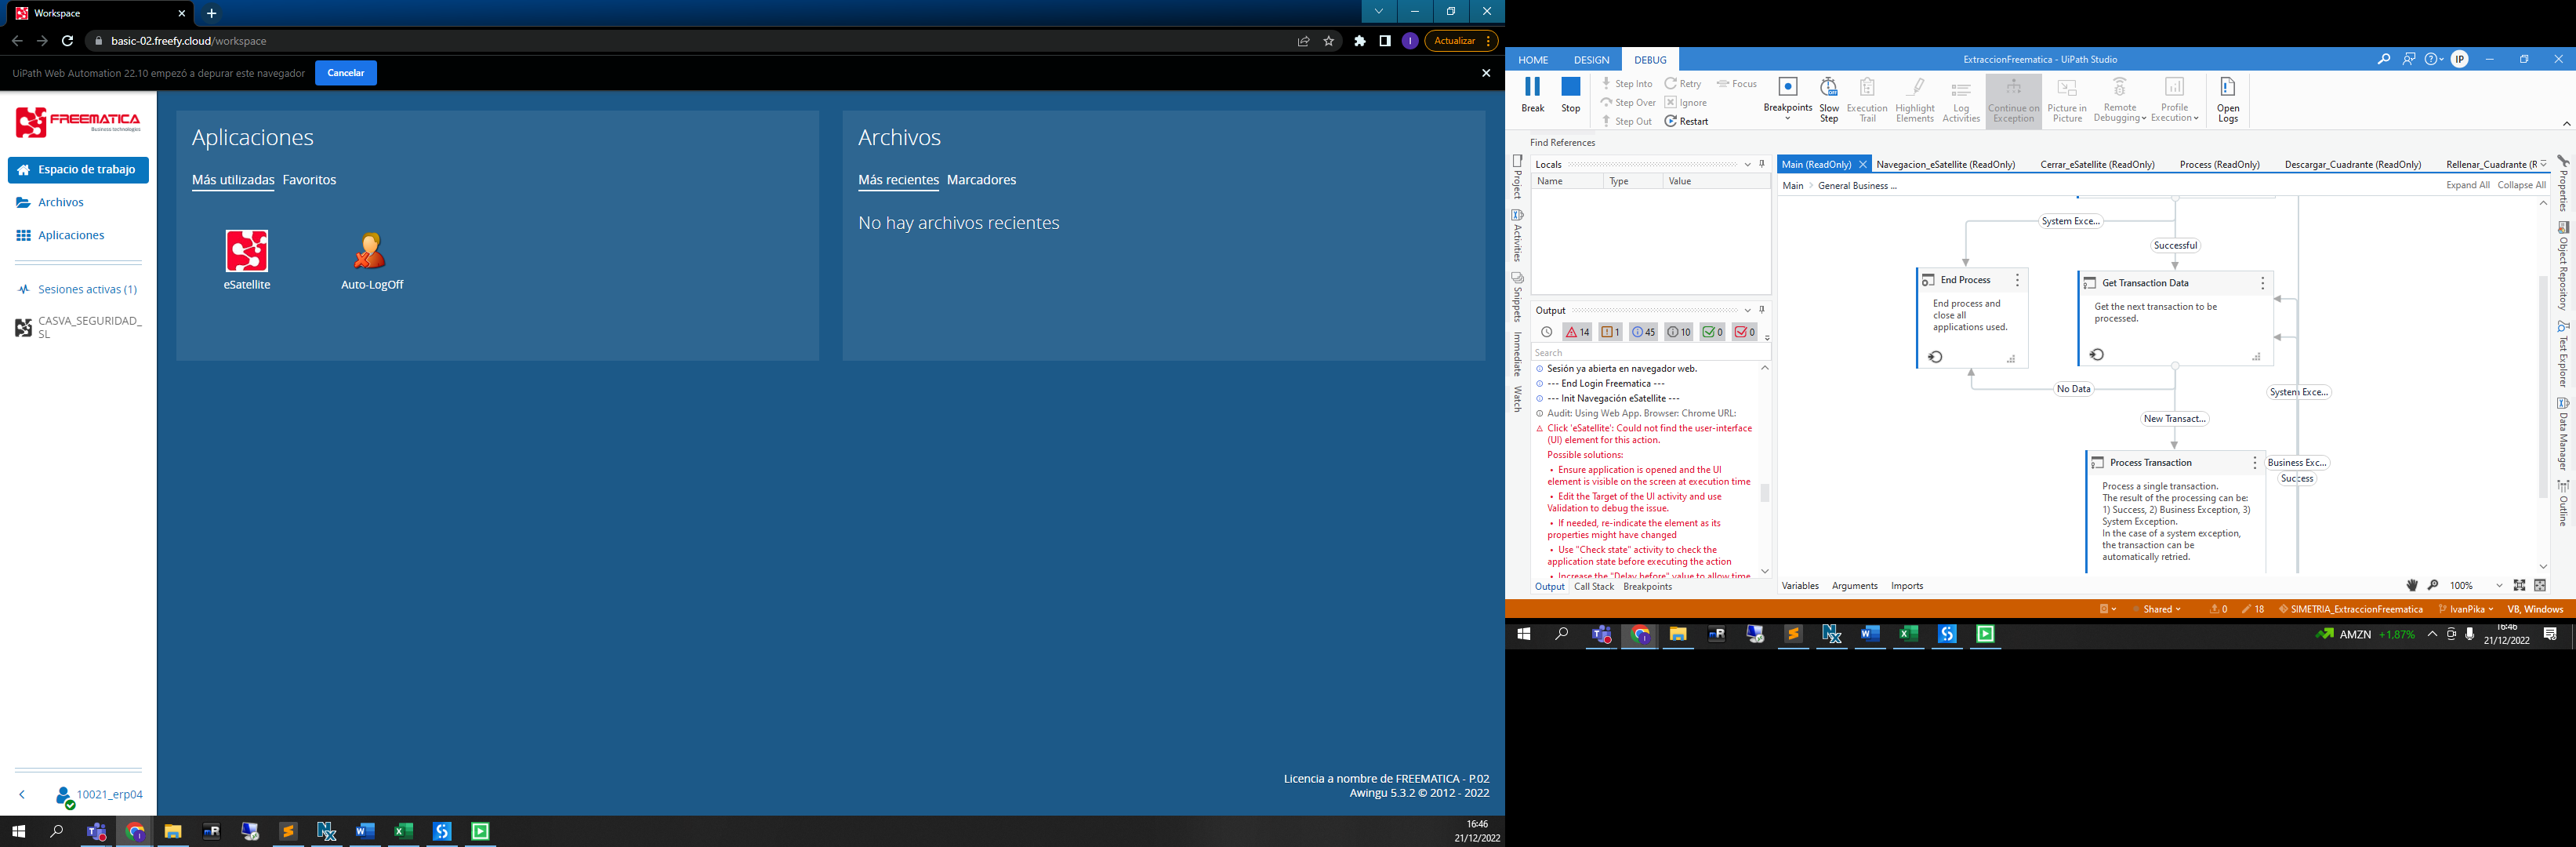 Workspace
basic-02.freefy.cloud/workspace
Actualizar
UiPath Web Automation 22.10 empezó a depurar este navegador
Cancelar
FREEMATICA
Business technologies
Espacio de trabajo
Archivos
Aplicaciones
Sesiones activas (1)
CASVA_SEGURIDAD_
SL
10021_erp04
Aplicaciones
Más utilizadas Favoritos
eSatellite
Auto-LogOff
Archivos
Más recientes Marcadores
No hay archivos recientes
Licencia a nombre de FREEMATICA - P.02
Awingu 5.3.2 © 2012 - 2022
16:46
21/12/2022
HOME DESIGN DEBUG
ExtraccionFreematica - UiPath Studio
IP
Break
Stop
Step Into
Step Over
Step Out
Retry
Ignore
Restart
Focus
Breakpoints
Slow
Step
Execution
Trail
Highlight
Elements
Log
Activities
Continue on
Exception
Picture in
Picture
Remote
Debugging
Profile
Execution
Open
Logs
Find References
Project
Activities
Snippets
Immediate
Watch
Locals
Name Type Value
Output
14 1 45 10 0 0
Search
Sesión ya abierta en navegador web.
--- End Login Freematica ---
--- Init Navegación eSatellite ---
Audit: Using Web App. Browser: Chrome URL:
Click 'eSatellite': Could not find the user-interface
(UI) element for this action.
Possible solutions:
• Ensure application is opened and the UI
element is visible on the screen at execution time
• Edit the Target of the UI activity and use
Validation to debug the issue.
• If needed, re-indicate the element as its
properties might have changed
• Use "Check state" activity to check the
application state before executing the action
• Increase the "Delay before" value to allow time
Output Call Stack Breakpoints
Main (ReadOnly) Navegacion_eSatellite (ReadOnly) Cerrar_eSatellite (ReadOnly) Process (ReadOnly) Descargar_Cuadrante (ReadOnly) Rellenar_Cuadrante (R
Main > General Business ...
Expand All Collapse All
System Exce...
Successful
End Process
End process and
close all
applications used.
Get Transaction Data
Get the next transaction to be
processed.
No Data
System Exce...
New Transact...
Process Transaction
Process a single transaction.
The result of the processing can be:
1) Success, 2) Business Exception, 3)
System Exception.
In the case of a system exception,
the transaction can be
automatically retried.
Business Exc...
Success
Variables Arguments Imports
100%
Properties
Object Repository
Test Explorer
Data Manager
Outline
Shared
0
18
SIMETRIA_ExtraccionFreematica
IvanPika
VB, Windows
AMZN +1,87%
16:46
21/12/2022